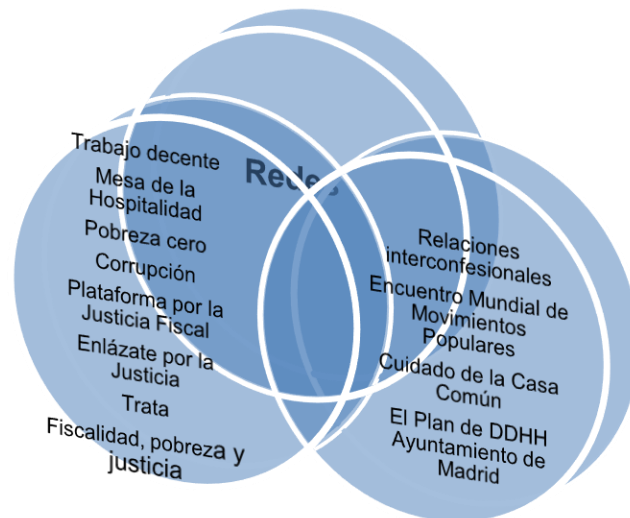 Redes
Trabajo decente
Mesa de la
Hospitalidad
Pobreza cero
Corrupción
Plataforma por la
Justicia Fiscal
Enlázate por la
Justicia
Trata
Fiscalidad, pobreza y
justicia
Relaciones
interconfesionales
Encuentro Mundial de
Movimientos
Populares
Cuidado de la Casa
Común
El Plan de DDHH
Ayuntamiento de
Madrid